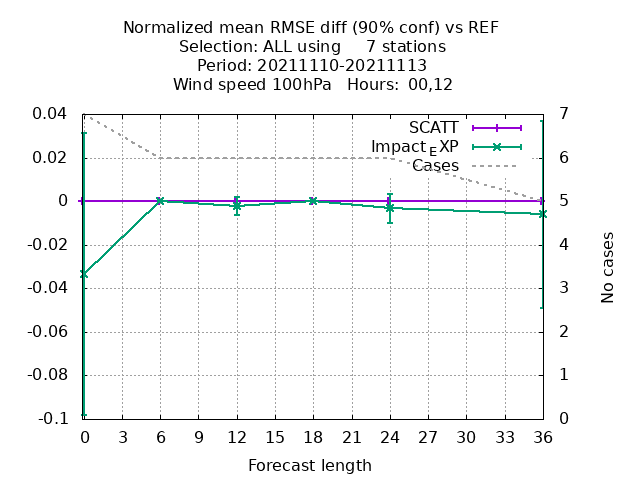 Normalized mean RMSE diff (90% conf) vs REF
Selection: ALL using     7 stations
Period: 20211110-20211113
Wind speed 100hPa   Hours:  00,12
SCATT
Impact_EXP
Cases
0.04
0.02
0
-0.02
-0.04
-0.06
-0.08
-0.1
7
6
5
4
3
2
1
0
No cases
0 3 6 9 12 15 18 21 24 27 30 33 36
Forecast length